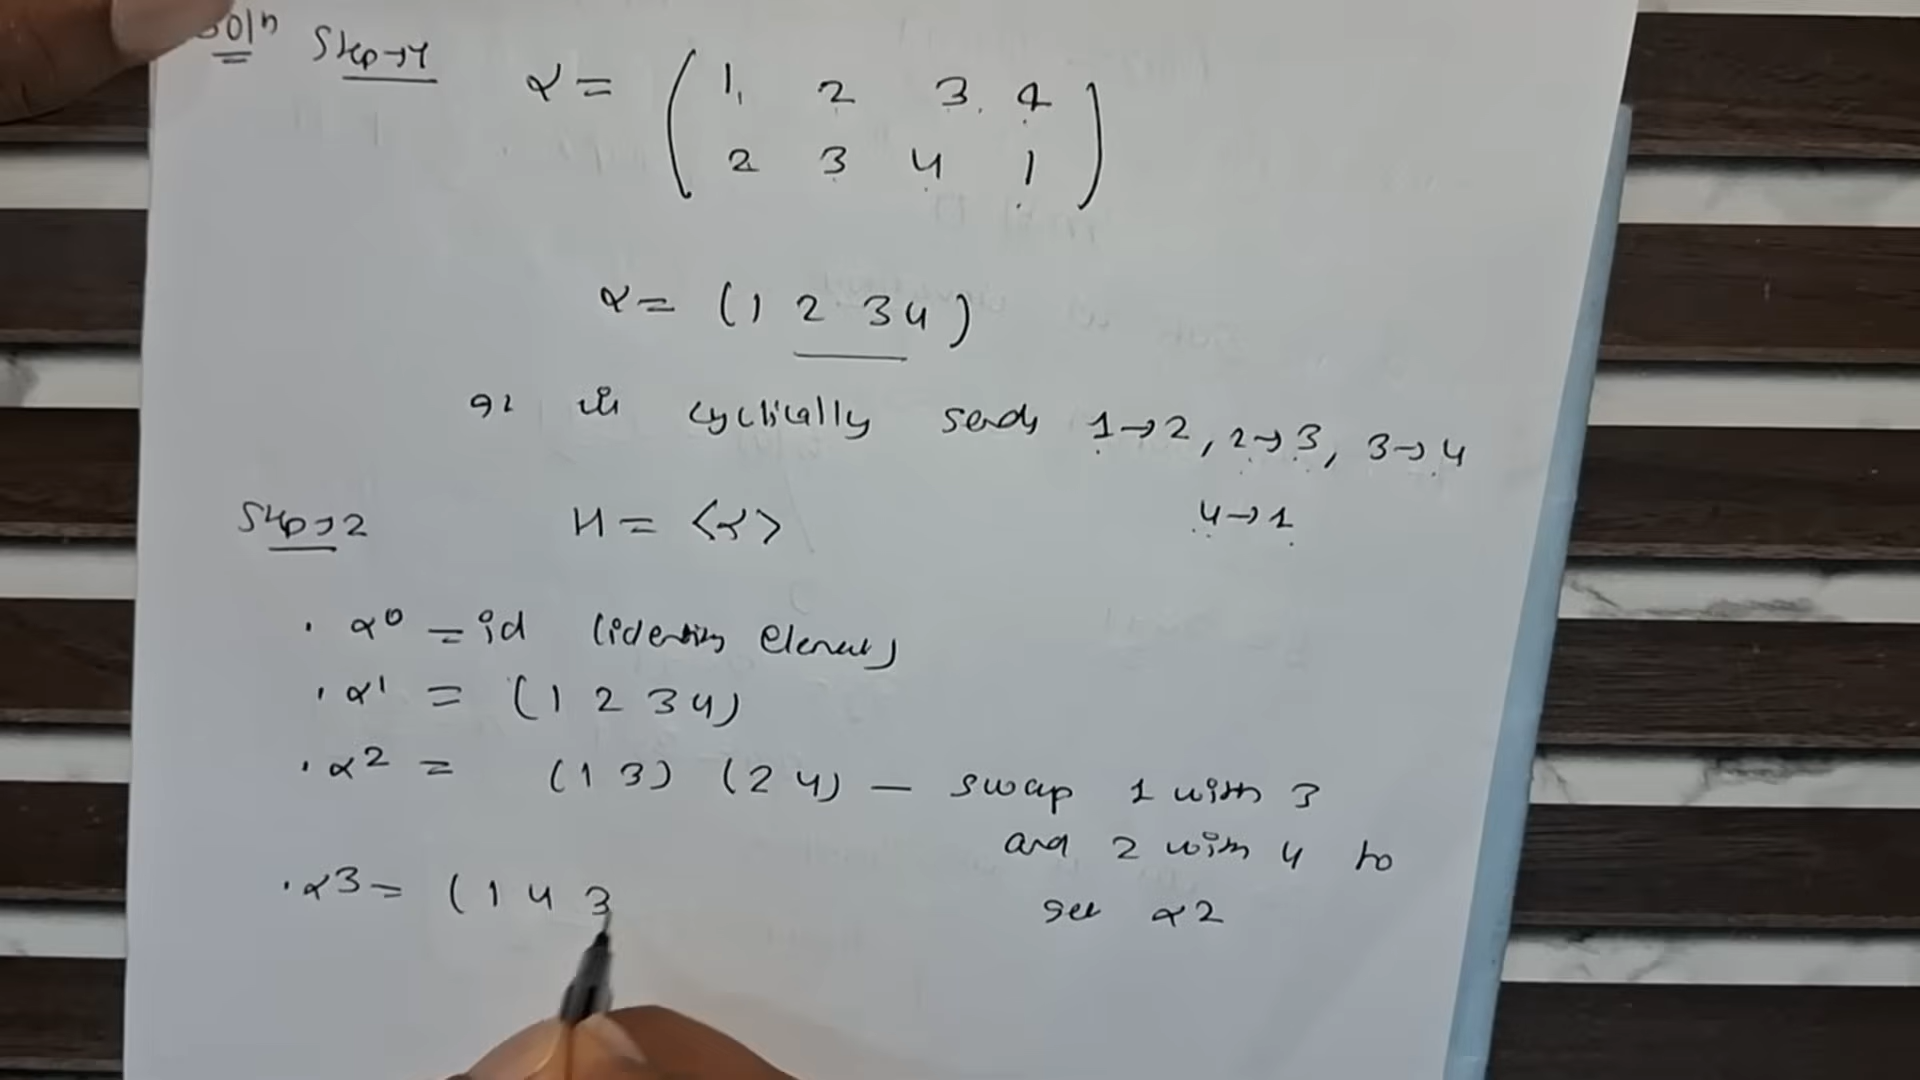 Soln Step→1
α = ( 1 2 3 4
2 3 4 1 )
α = (1 2 3 4)
cyclically sends 1→2, 2→3, 3→4
4→1
Step→2 H = <α>
. α⁰ = id (identity element)
. α¹ = (1 2 3 4)
. α² = (1 3) (2 4) — swap 1 with 3
and 2 with 4 to
get α2
. α³ = (1 4 3